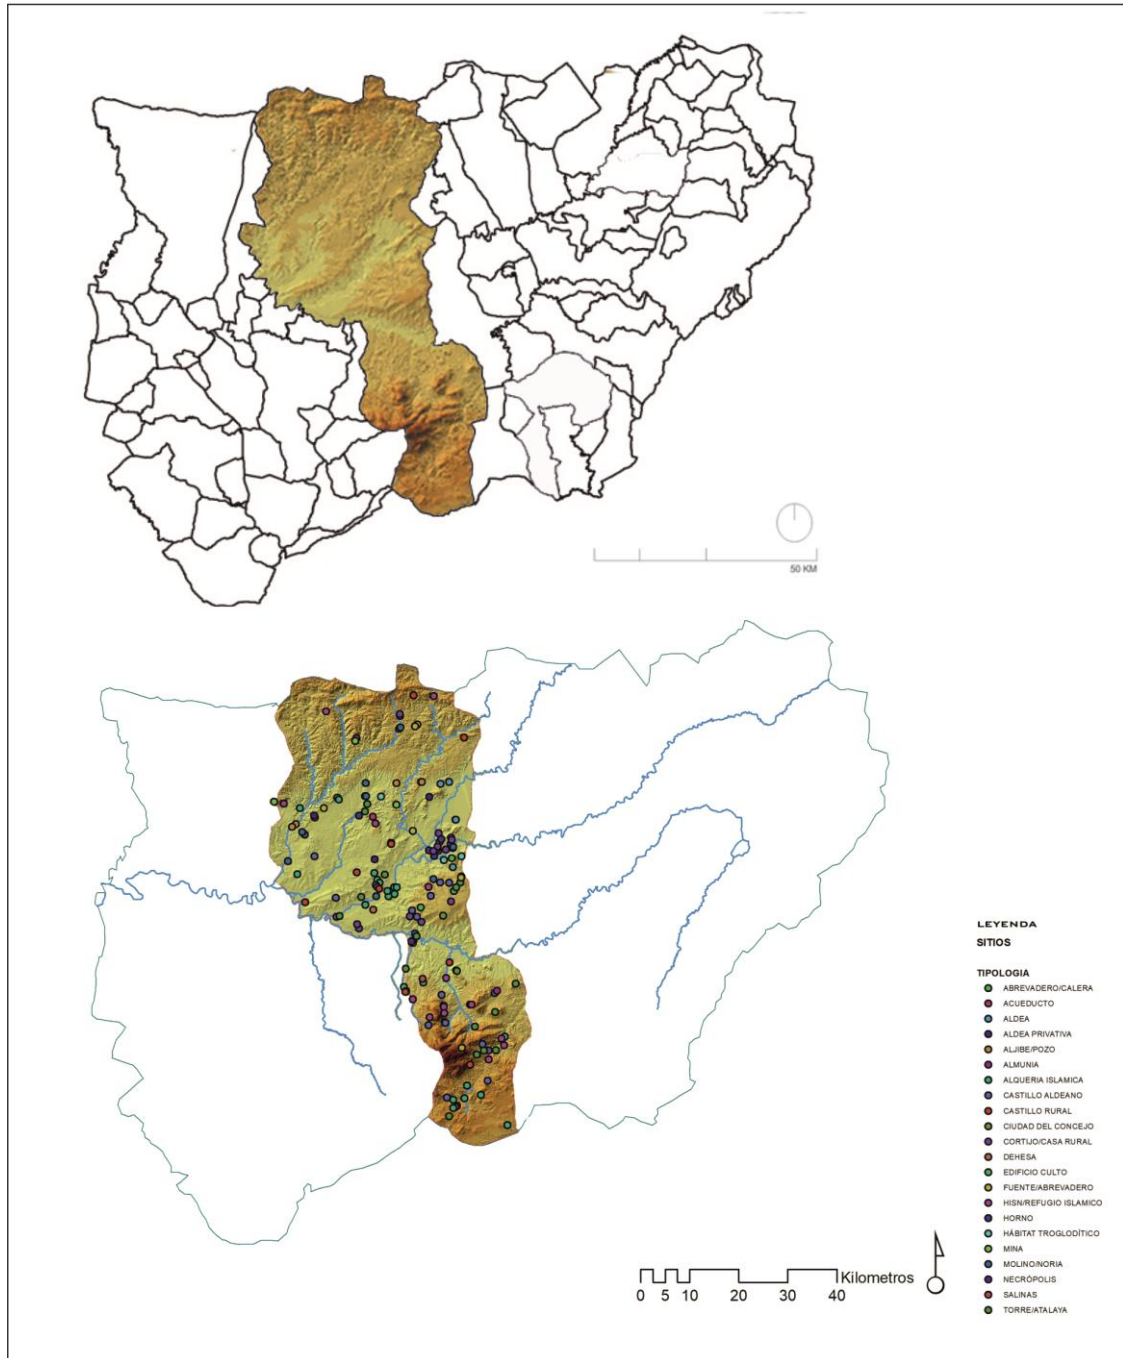 50 KM
LEYENDA
SITIOS
TIPOLOGIA
ABREVADERO/CALERA
ACUEDUCTO
ALDEA
ALDEA PRIVATIVA
ALJIBE/POZO
ALMUNIA
ALQUERIA ISLAMICA
CASTILLO ALDEANO
CASTILLO RURAL
CIUDAD DEL CONCEJO
CORTIJO/CASA RURAL
DEHESA
EDIFICIO CULTO
FUENTE/ABREVADERO
HISN/REFUGIO ISLAMICO
HORNO
HÁBITAT TROGLODÍTICO
MINA
MOLINO/NORIA
NECRÓPOLIS
SALINAS
TORRE/ATALAYA
Kilometros
0 5 10 20 30 40